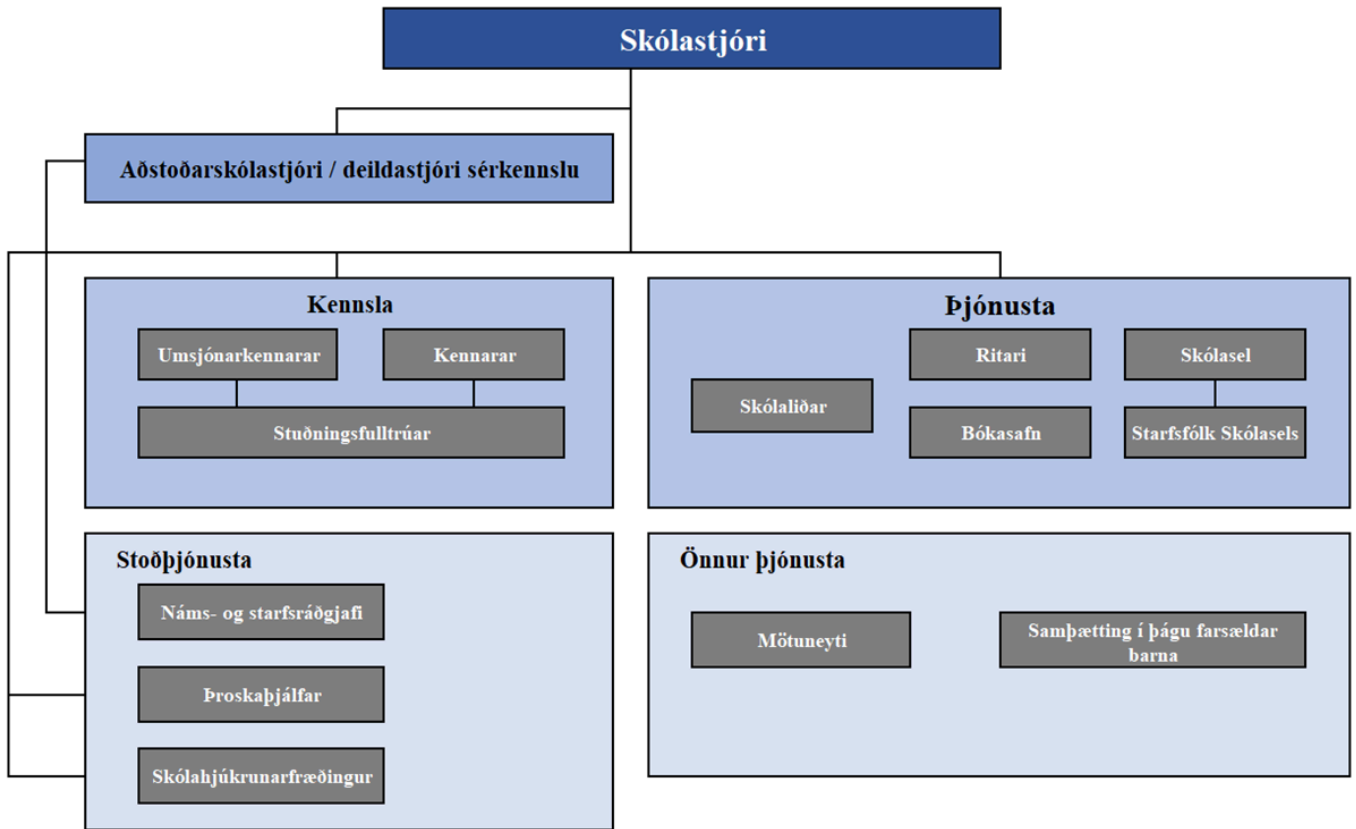 Skólastjóri
Aðstoðarskólastjóri / deildastjóri sérkennslu
Kennsla
Umsjónarkennarar
Kennarar
Stuðningsfulltrúar
Þjónusta
Ritari
Skólasel
Skólaliðar
Bókasafn
Starfsfólk Skólasels
Stoðþjónusta
Náms- og starfsráðgjafi
Þroskaþjálfar
Skólahjúkrunarfræðingur
Önnur þjónusta
Mötuneyti
Samþætting í þágu farsældar
barna